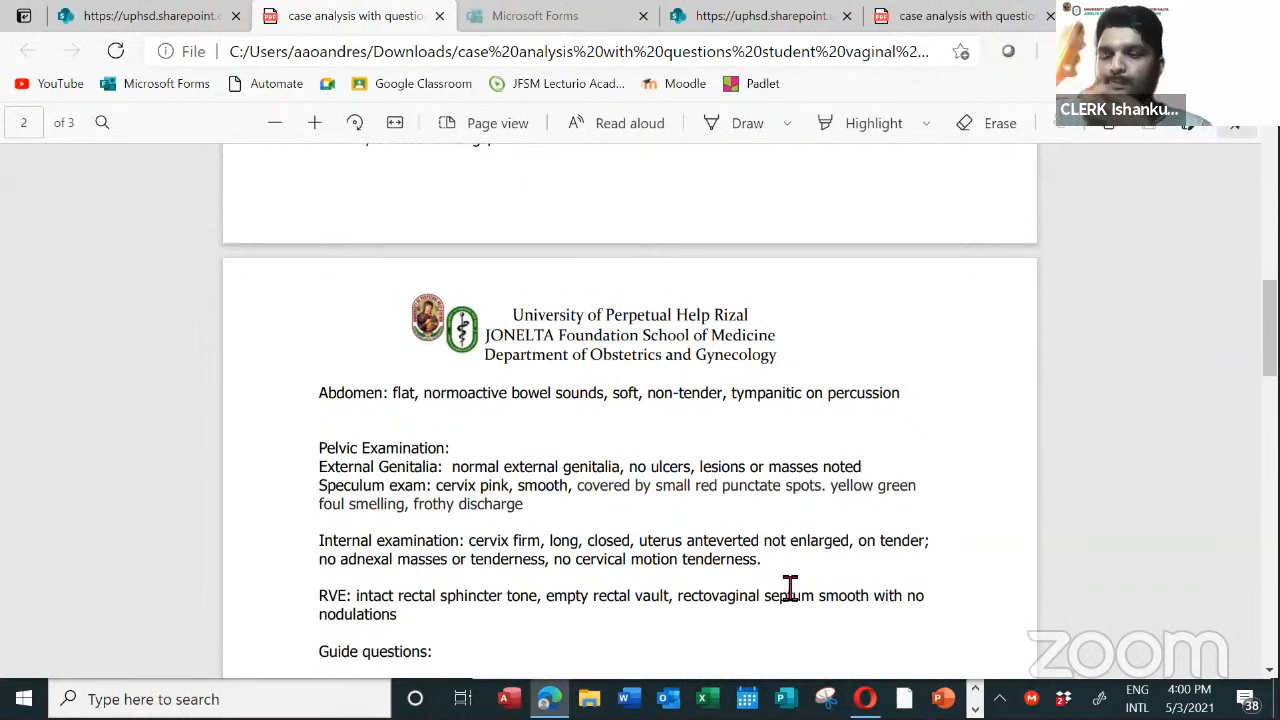 https://uphsd.sharepoint
case analysis with question
Microsoft Forms
https://uphsd.sharepoint.co
case analysis with questio
File
C:/Users/aaoandres/Downloads/case%20analysis%20with%20questions%20student%20vaginal%2...
YouTube
Microsoft Forms
Automate
Google Classroom
JFSM Lecturio Acad...
Moodle
Padlet
CLERK Ishanku...
2
of 3
Page view
Read aloud
Draw
Highlight
Erase
University of Perpetual Help Rizal
JONELTA Foundation School of Medicine
Department of Obstetrics and Gynecology
Abdomen: flat, normoactive bowel sounds, soft, non-tender, tympanitic on percussion
Pelvic Examination:
External Genitalia: normal external genitalia, no ulcers, lesions or masses noted
Speculum exam: cervix pink, smooth, covered by small red punctate spots. yellow green
foul smelling, frothy discharge
Internal examination: cervix firm, long, closed, uterus anteverted not enlarged, on tender;
no adnexal masses or tenderness, no cervical motion tenderness.
RVE: intact rectal sphincter tone, empty rectal vault, rectovaginal septum smooth with no
nodulations
Guide questions:
zoom
Type here to search
ENG
INTL
4:00 PM
5/3/2021
38